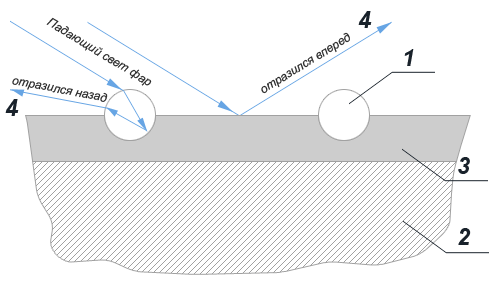 Падающий свет фар
отразился вперед
4
1
отразился назад
4
3
2